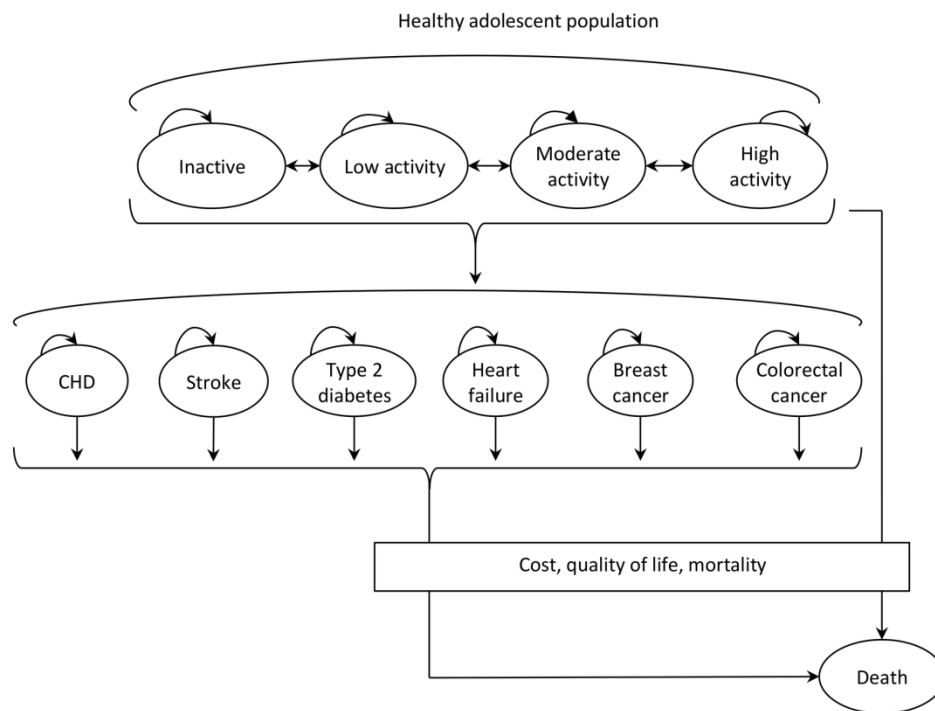 Healthy adolescent population
Inactive
Low activity
Moderate
activity
High
activity
CHD
Stroke
Type 2
diabetes
Heart
failure
Breast
cancer
Colorectal
cancer
Cost, quality of life, mortality
Death